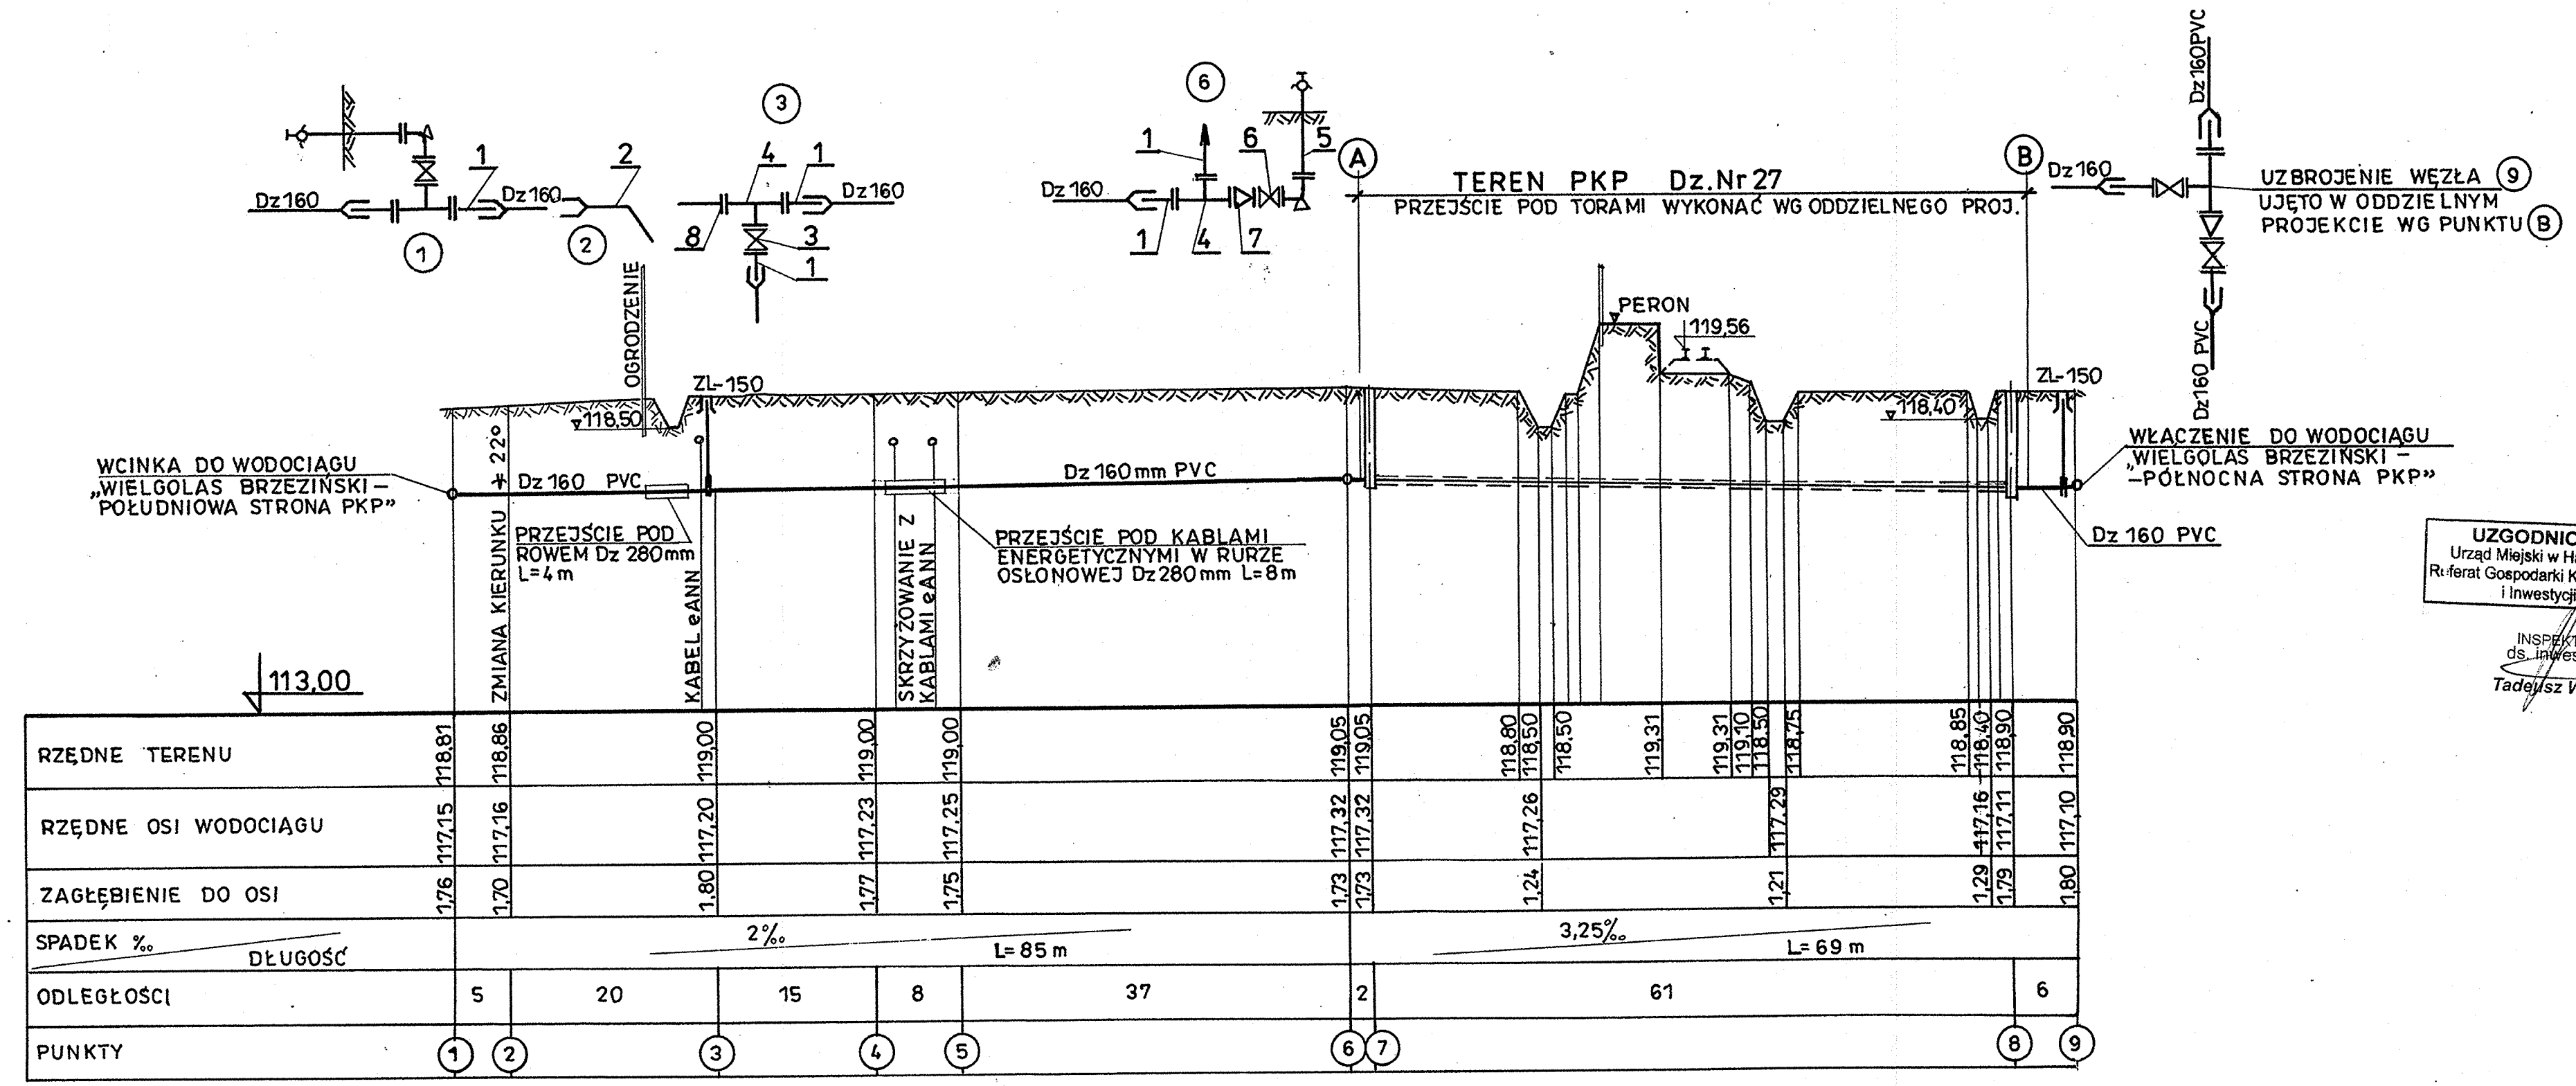 3
6
1
Dz160
1
Dz160
2
2
4
1
Dz160
8
3
1
Dz160
1
6
5
1
4
7
A
TEREN PKP Dz.Nr 27
PRZEJŚCIE POD TORAMI WYKONAĆ WG ODDZIELNEGO PROJ.
B
Dz160
Dz160PVC
UZBROJENIE WĘZŁA 9
UJĘTO W ODDZIELNYM
PROJEKCIE WG PUNKTU B
Dz160 PVC
OGRODZENIE
118,50
ZL-150
PERON
119,56
118,40
ZL-150
WCINKA DO WODOCIĄGU
„WIELGOLAS BRZEZIŃSKI –
POŁUDNIOWA STRONA PKP”
ZMIANA KIERUNKU ∢ 22°
Dz 160 PVC
PRZEJŚCIE POD
ROWEM Dz 280mm
L=4m
KABEL eANN
SKRZYŻOWANIE Z
KABLAMI eANN
Dz 160mm PVC
PRZEJŚCIE POD KABLAMI
ENERGETYCZNYMI W RURZE
OSŁONOWEJ Dz280mm L=8m
WŁĄCZENIE DO WODOCIĄGU
„WIELGOLAS BRZEZIŃSKI –
–PÓŁNOCNA STRONA PKP”
Dz 160 PVC
UZGODNIO
Urząd Miejski w Ha
Referat Gospodarki K
i Inwestycji
INSPEKT
ds. inwes
Tadeusz W
113,00
RZĘDNE TERENU 118,81 118,86 119,00 119,00 119,00 119,05 119,05 118,80 118,50 118,50 119,31 119,31 119,10 118,50 118,75 118,85 118,40 118,90 118,90
RZĘDNE OSI WODOCIĄGU 117,15 117,16 117,20 117,23 117,25 117,32 117,32 117,26 117,29 117,16 117,11 117,10
ZAGŁĘBIENIE DO OSI 1,76 1,70 1,80 1,77 1,75 1,73 1,73 1,24 1,21 1,29 1,79 1,80
SPADEK ‰ 2‰ 3,25‰
DŁUGOŚĆ L=85 m L=69 m
ODLEGŁOŚCI 5 20 15 8 37 2 61 6
PUNKTY 1 2 3 4 5 6 7 8 9